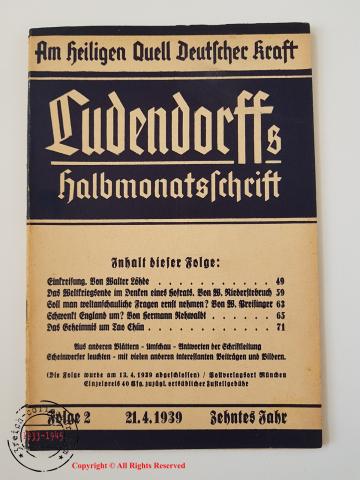 Am Heiligen Quell Deutscher Kraft
Ludendorffs
Halbmonatsschrift
Inhalt dieser Folge:
Einkreisung. Von Walter Löhde . . . . . . . . . . . 49
Das Weltkriegsende im Denken eines Hofrats. Von W. Niederstebruch 59
Soll man weltanschauliche Fragen ernst nehmen? Von W. Preisinger 63
Schwenkt England um? Von Hermann Rehwaldt . . . . . . 65
Das Geheimnis um Tao Chün . . . . . . . . . . . 71
Aus anderen Blättern - Umschau - Antworten der Schriftleitung
Scheinwerfer leuchten - mit vielen anderen interessanten Beiträgen und Bildern.
(Die Folge wurde am 13. 4. 1939 abgeschlossen) / Postverlagsort München
Einzelpreis 40 Pfg. zuzügl. ortsüblicher Zustellgebühr
Folge 2 21.4.1939 Zehntes Jahr
1933-1945
Copyright © All Rights Reserved